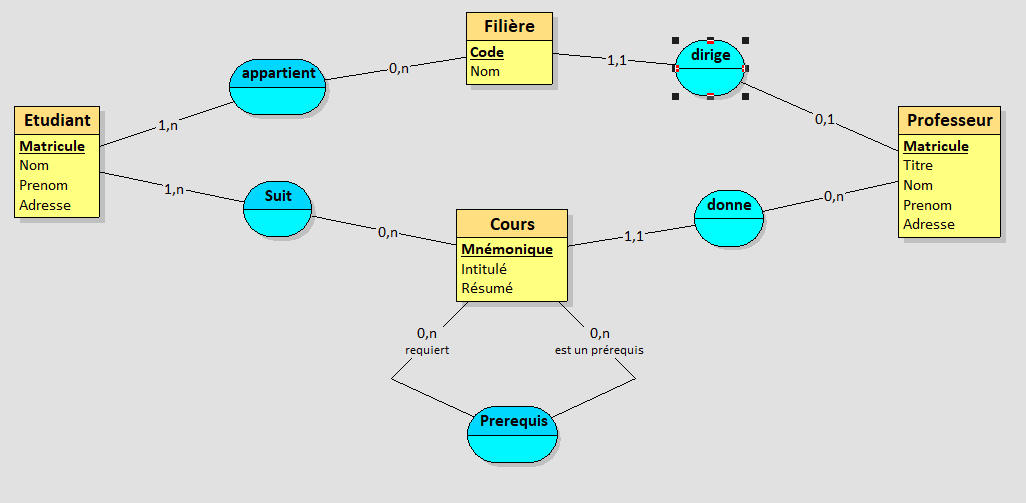 Filière
Code
Nom
dirige
1,1
0,1
appartient
0,n
1,n
Etudiant
Matricule
Nom
Prenom
Adresse
Professeur
Matricule
Titre
Nom
Prenom
Adresse
1,n
Suit
0,n
donne
0,n
1,1
Cours
Mnémonique
Intitulé
Résumé
0,n
requiert
0,n
est un prérequis
Prerequis